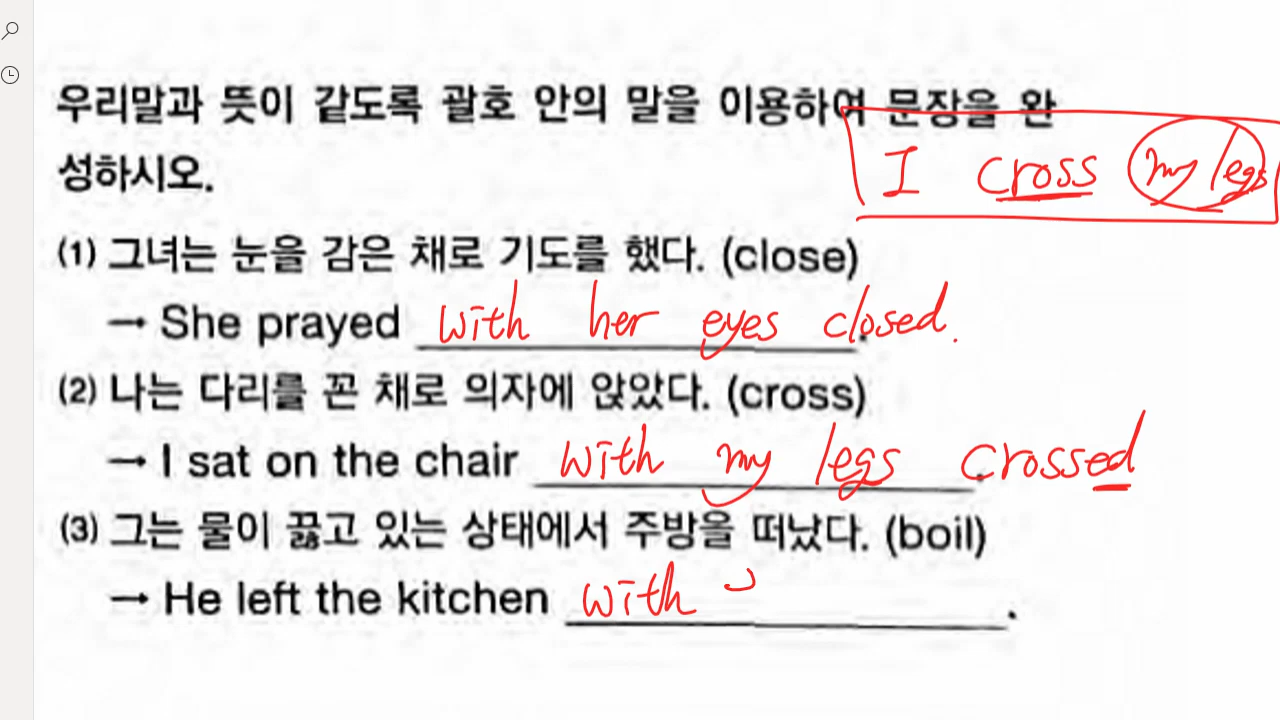 우리말과 뜻이 같도록 괄호 안의 말을 이용하여 문장을 완
성하시오.
I cross my legs
(1) 그녀는 눈을 감은 채로 기도를 했다. (close)
→ She prayed with her eyes closed.
(2) 나는 다리를 꼰 채로 의자에 앉았다. (cross)
→ I sat on the chair with my legs crossed.
(3) 그는 물이 끓고 있는 상태에서 주방을 떠났다. (boil)
→ He left the kitchen with .